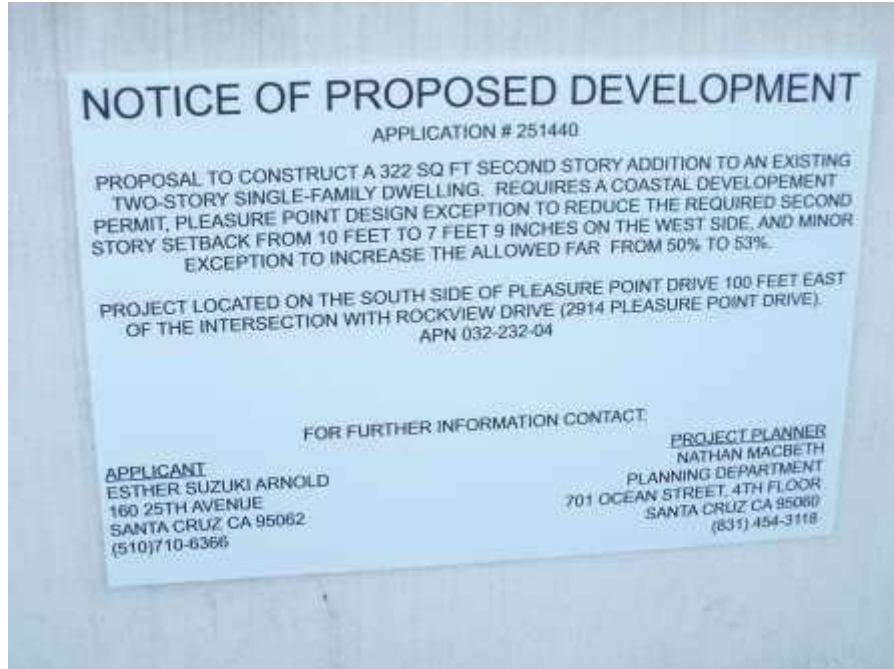 NOTICE OF PROPOSED DEVELOPMENT
APPLICATION # 251440
PROPOSAL TO CONSTRUCT A 322 SQ FT SECOND STORY ADDITION TO AN EXISTING
TWO-STORY SINGLE-FAMILY DWELLING. REQUIRES A COASTAL DEVELOPEMENT
PERMIT, PLEASURE POINT DESIGN EXCEPTION TO REDUCE THE REQUIRED SECOND
STORY SETBACK FROM 10 FEET TO 7 FEET 9 INCHES ON THE WEST SIDE, AND MINOR
EXCEPTION TO INCREASE THE ALLOWED FAR FROM 50% TO 53%.
PROJECT LOCATED ON THE SOUTH SIDE OF PLEASURE POINT DRIVE 100 FEET EAST
OF THE INTERSECTION WITH ROCKVIEW DRIVE (2914 PLEASURE POINT DRIVE).
APN 032-232-04
FOR FURTHER INFORMATION CONTACT:
APPLICANT
ESTHER SUZUKI ARNOLD
160 25TH AVENUE
SANTA CRUZ CA 95062
(510)710-6366
PROJECT PLANNER
NATHAN MACBETH
PLANNING DEPARTMENT
701 OCEAN STREET, 4TH FLOOR
SANTA CRUZ CA 95060
(831) 454-3118